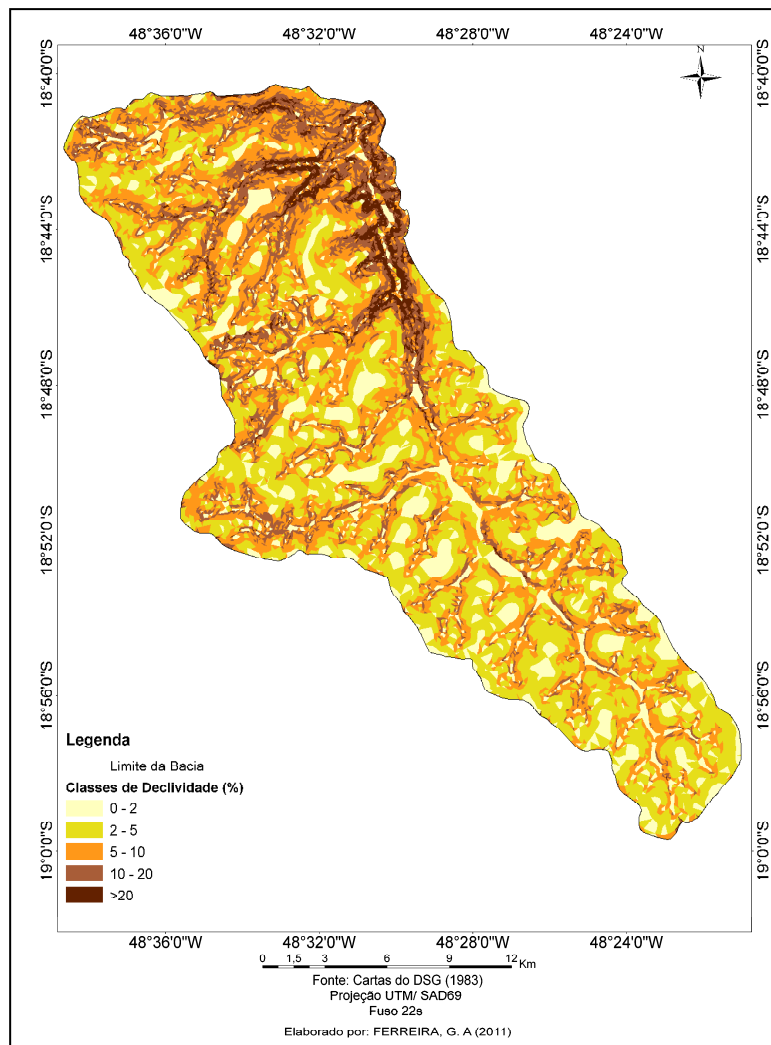 48°36'0"W 48°32'0"W 48°28'0"W 48°24'0"W
N
18°40'0"S 18°40'0"S
18°44'0"S 18°44'0"S
18°48'0"S 18°48'0"S
18°52'0"S 18°52'0"S
18°56'0"S 18°56'0"S
19°0'0"S 19°0'0"S
Legenda
Limite da Bacia
Classes de Declividade (%)
0 - 2
2 - 5
5 - 10
10 - 20
>20
48°36'0"W 48°32'0"W 48°28'0"W 48°24'0"W
0 1,5 3 6 9 12 Km
Fonte: Cartas do DSG (1983)
Projeção UTM/ SAD69
Fuso 22s
Elaborado por: FERREIRA, G. A (2011)